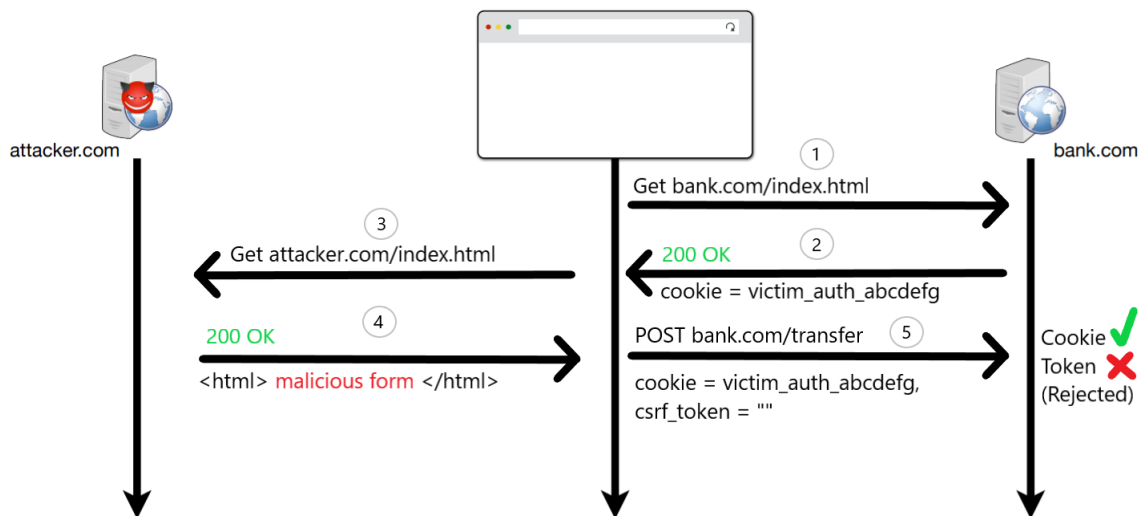 attacker.com
bank.com
1
Get bank.com/index.html
3
Get attacker.com/index.html
2
200 OK
cookie = victim_auth_abcdefg
4
200 OK
<html> malicious form </html>
5
POST bank.com/transfer
cookie = victim_auth_abcdefg,
csrf_token = ""
Cookie
Token
(Rejected)